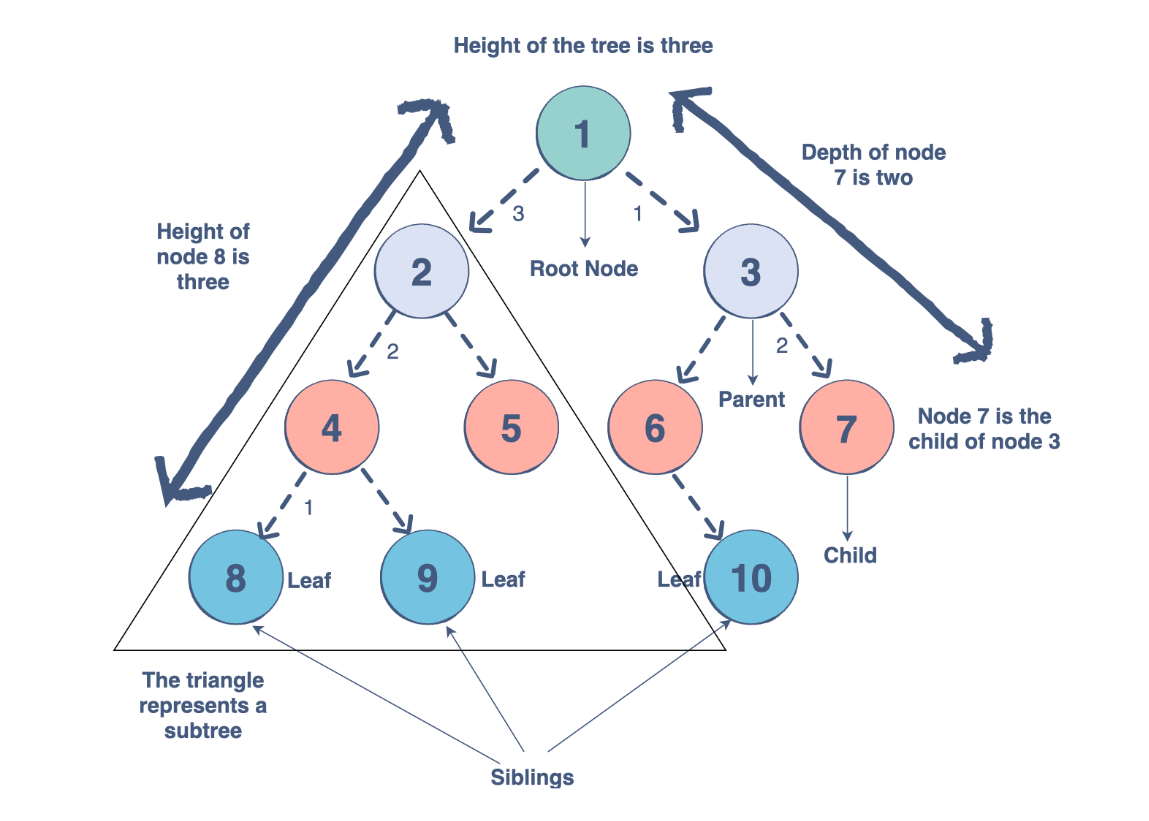 Height of the tree is three
1
Depth of node
7 is two
3
1
Height of
node 8 is
three
Root Node
2
3
2
2
Parent
4
5
6
7
Node 7 is the
child of node 3
1
Child
8
Leaf
9
Leaf
Leaf
10
The triangle
represents a
subtree
Siblings